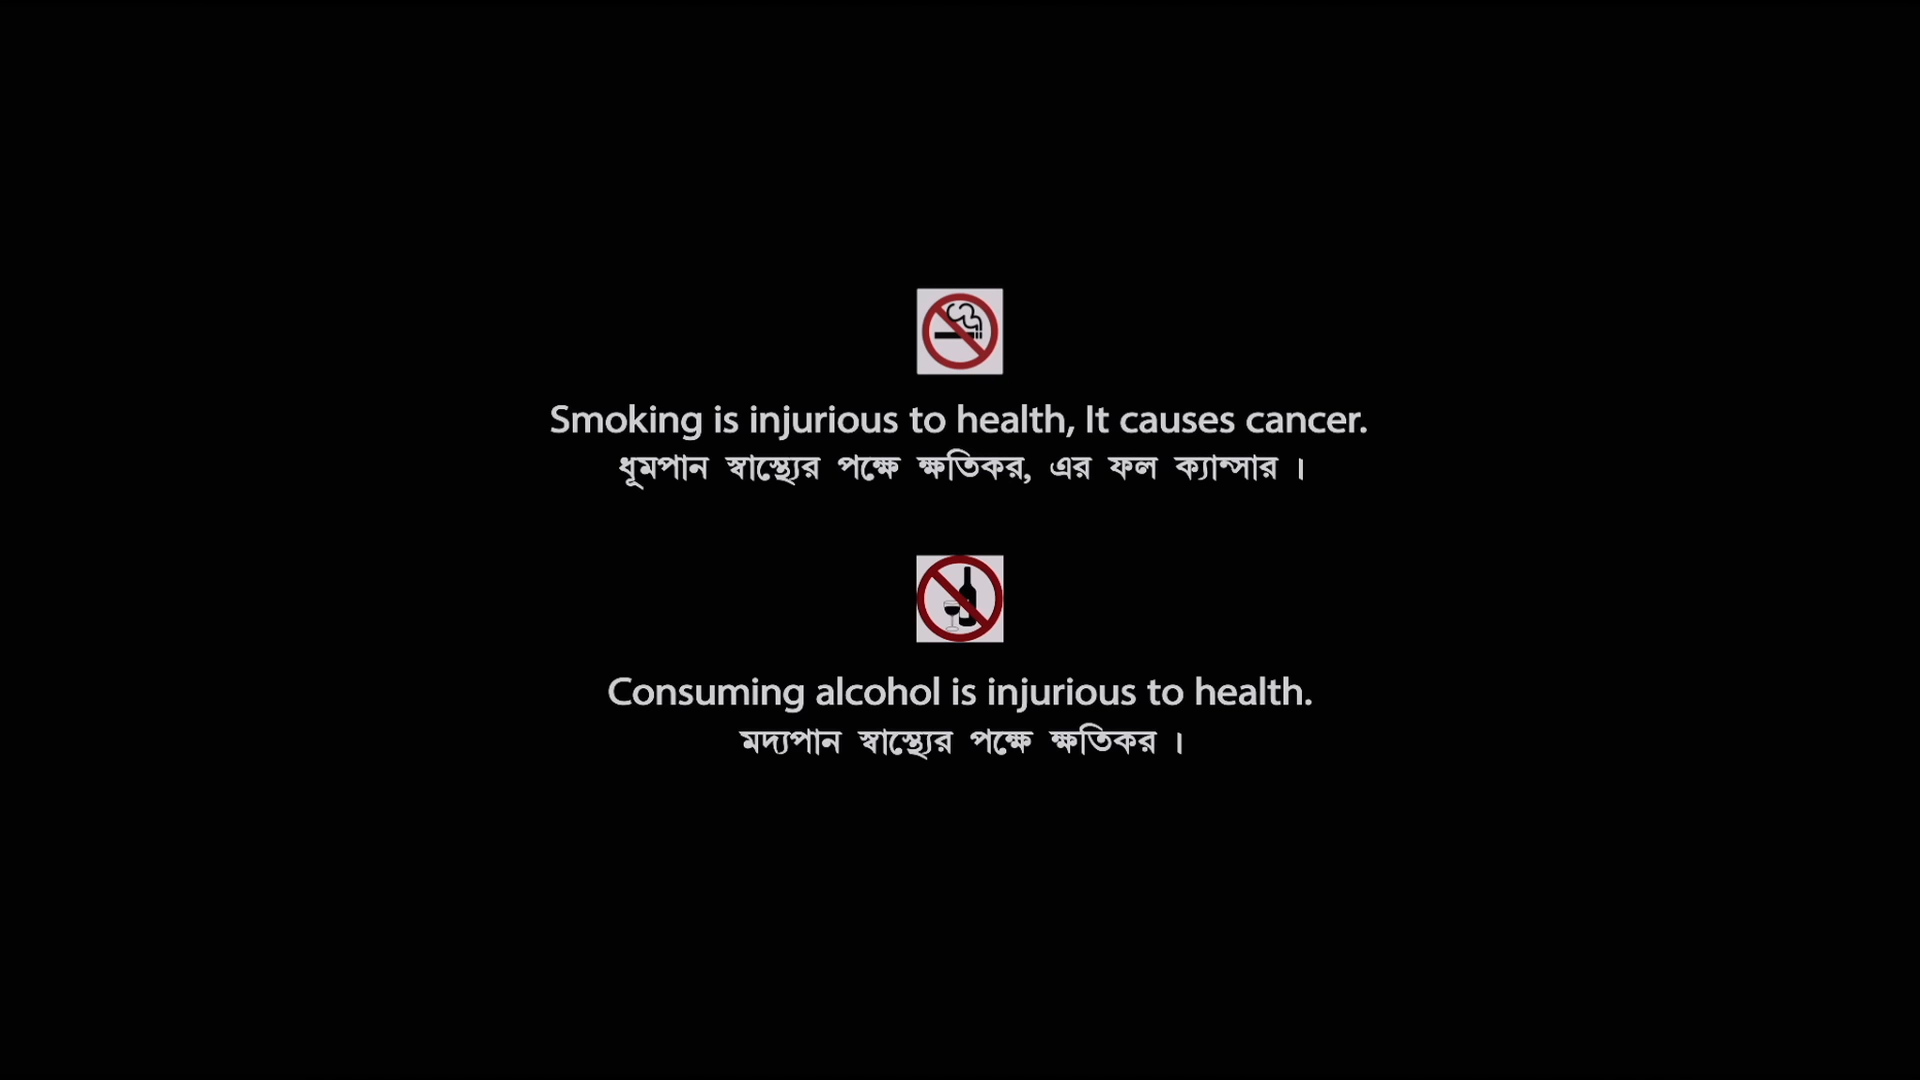 Smoking is injurious to health, It causes cancer.
ধূমপান স্বাস্থ্যের পক্ষে ক্ষতিকর, এর ফল ক্যান্সার ।
Consuming alcohol is injurious to health.
মদ্যপান স্বাস্থ্যের পক্ষে ক্ষতিকর ।